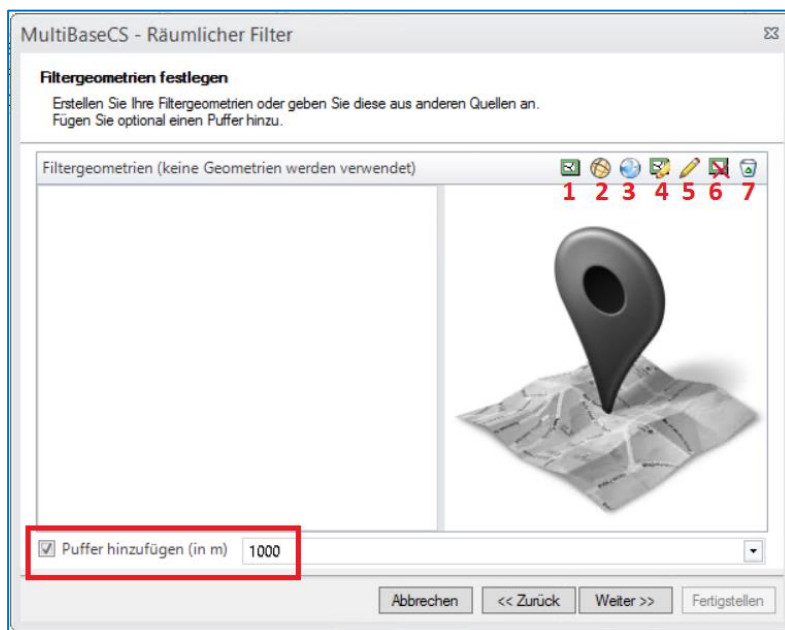 MultiBaseCS - Räumlicher Filter
Filtergeometrien festlegen
Erstellen Sie Ihre Filtergeometrien oder geben Sie diese aus anderen Quellen an.
Fügen Sie optional einen Puffer hinzu.
Filtergeometrien (keine Geometrien werden verwendet)
1 2 3 4 5 6 7
Puffer hinzufügen (in m) 1000
Abbrechen << Zurück Weiter >> Fertigstellen